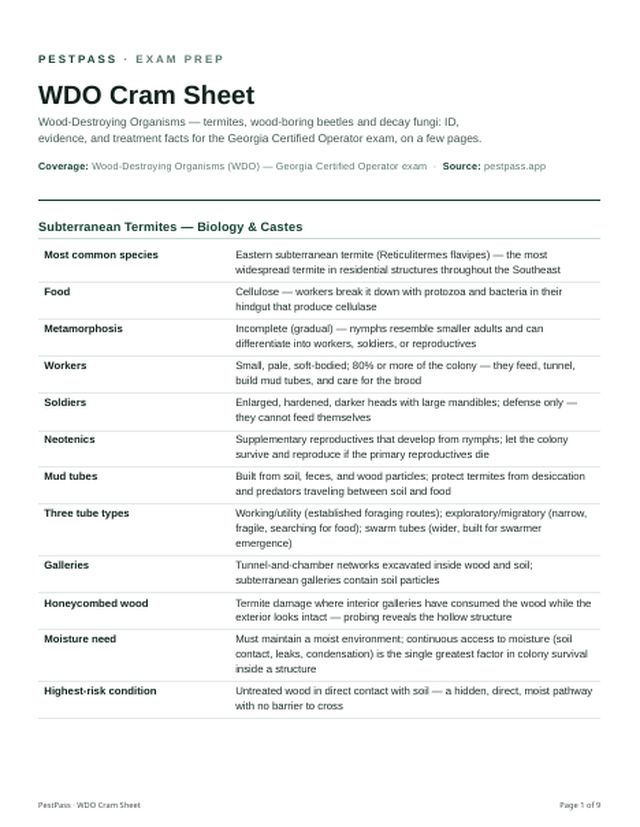 PESTPASS · EXAM PREP
WDO Cram Sheet
Wood-Destroying Organisms — termites, wood-boring beetles and decay fungi: ID,
evidence, and treatment facts for the Georgia Certified Operator exam, on a few pages.
Coverage: Wood-Destroying Organisms (WDO) — Georgia Certified Operator exam · Source: pestpass.app
Subterranean Termites — Biology & Castes
Most common species
Eastern subterranean termite (Reticulitermes flavipes) — the most
widespread termite in residential structures throughout the Southeast
Food
Cellulose — workers break it down with protozoa and bacteria in their
hindgut that produce cellulase
Metamorphosis
Incomplete (gradual) — nymphs resemble smaller adults and can
differentiate into workers, soldiers, or reproductives
Workers
Small, pale, soft-bodied; 80% or more of the colony — they feed, tunnel,
build mud tubes, and care for the brood
Soldiers
Enlarged, hardened, darker heads with large mandibles; defense only —
they cannot feed themselves
Neotenics
Supplementary reproductives that develop from nymphs; let the colony
survive and reproduce if the primary reproductives die
Mud tubes
Built from soil, feces, and wood particles; protect termites from desiccation
and predators traveling between soil and food
Three tube types
Working/utility (established foraging routes); exploratory/migratory (narrow,
fragile, searching for food); swarm tubes (wider, built for swarmer
emergence)
Galleries
Tunnel-and-chamber networks excavated inside wood and soil;
subterranean galleries contain soil particles
Honeycombed wood
Termite damage where interior galleries have consumed the wood while the
exterior looks intact — probing reveals the hollow structure
Moisture need
Must maintain a moist environment; continuous access to moisture (soil
contact, leaks, condensation) is the single greatest factor in colony survival
inside a structure
Highest-risk condition
Untreated wood in direct contact with soil — a hidden, direct, moist pathway
with no barrier to cross
PestPass · WDO Cram Sheet
Page 1 of 9